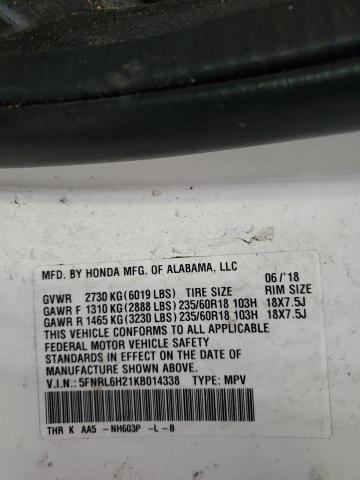 MFD. BY HONDA MFG. OF ALABAMA, LLC
06/'18
GVWR 2730 KG(6019 LBS) TIRE SIZE RIM SIZE
GAWR F 1310 KG(2888 LBS) 235/60R18 103H 18X7.5J
GAWR R 1465 KG(3230 LBS) 235/60R18 103H 18X7.5J
THIS VEHICLE CONFORMS TO ALL APPLICABLE
FEDERAL MOTOR VEHICLE SAFETY
STANDARDS IN EFFECT ON THE DATE OF
MANUFACTURE SHOWN ABOVE.
V.I.N.: 5FNRL6H21KB014338 TYPE: MPV
THR K AA5 -NH603P -L -B